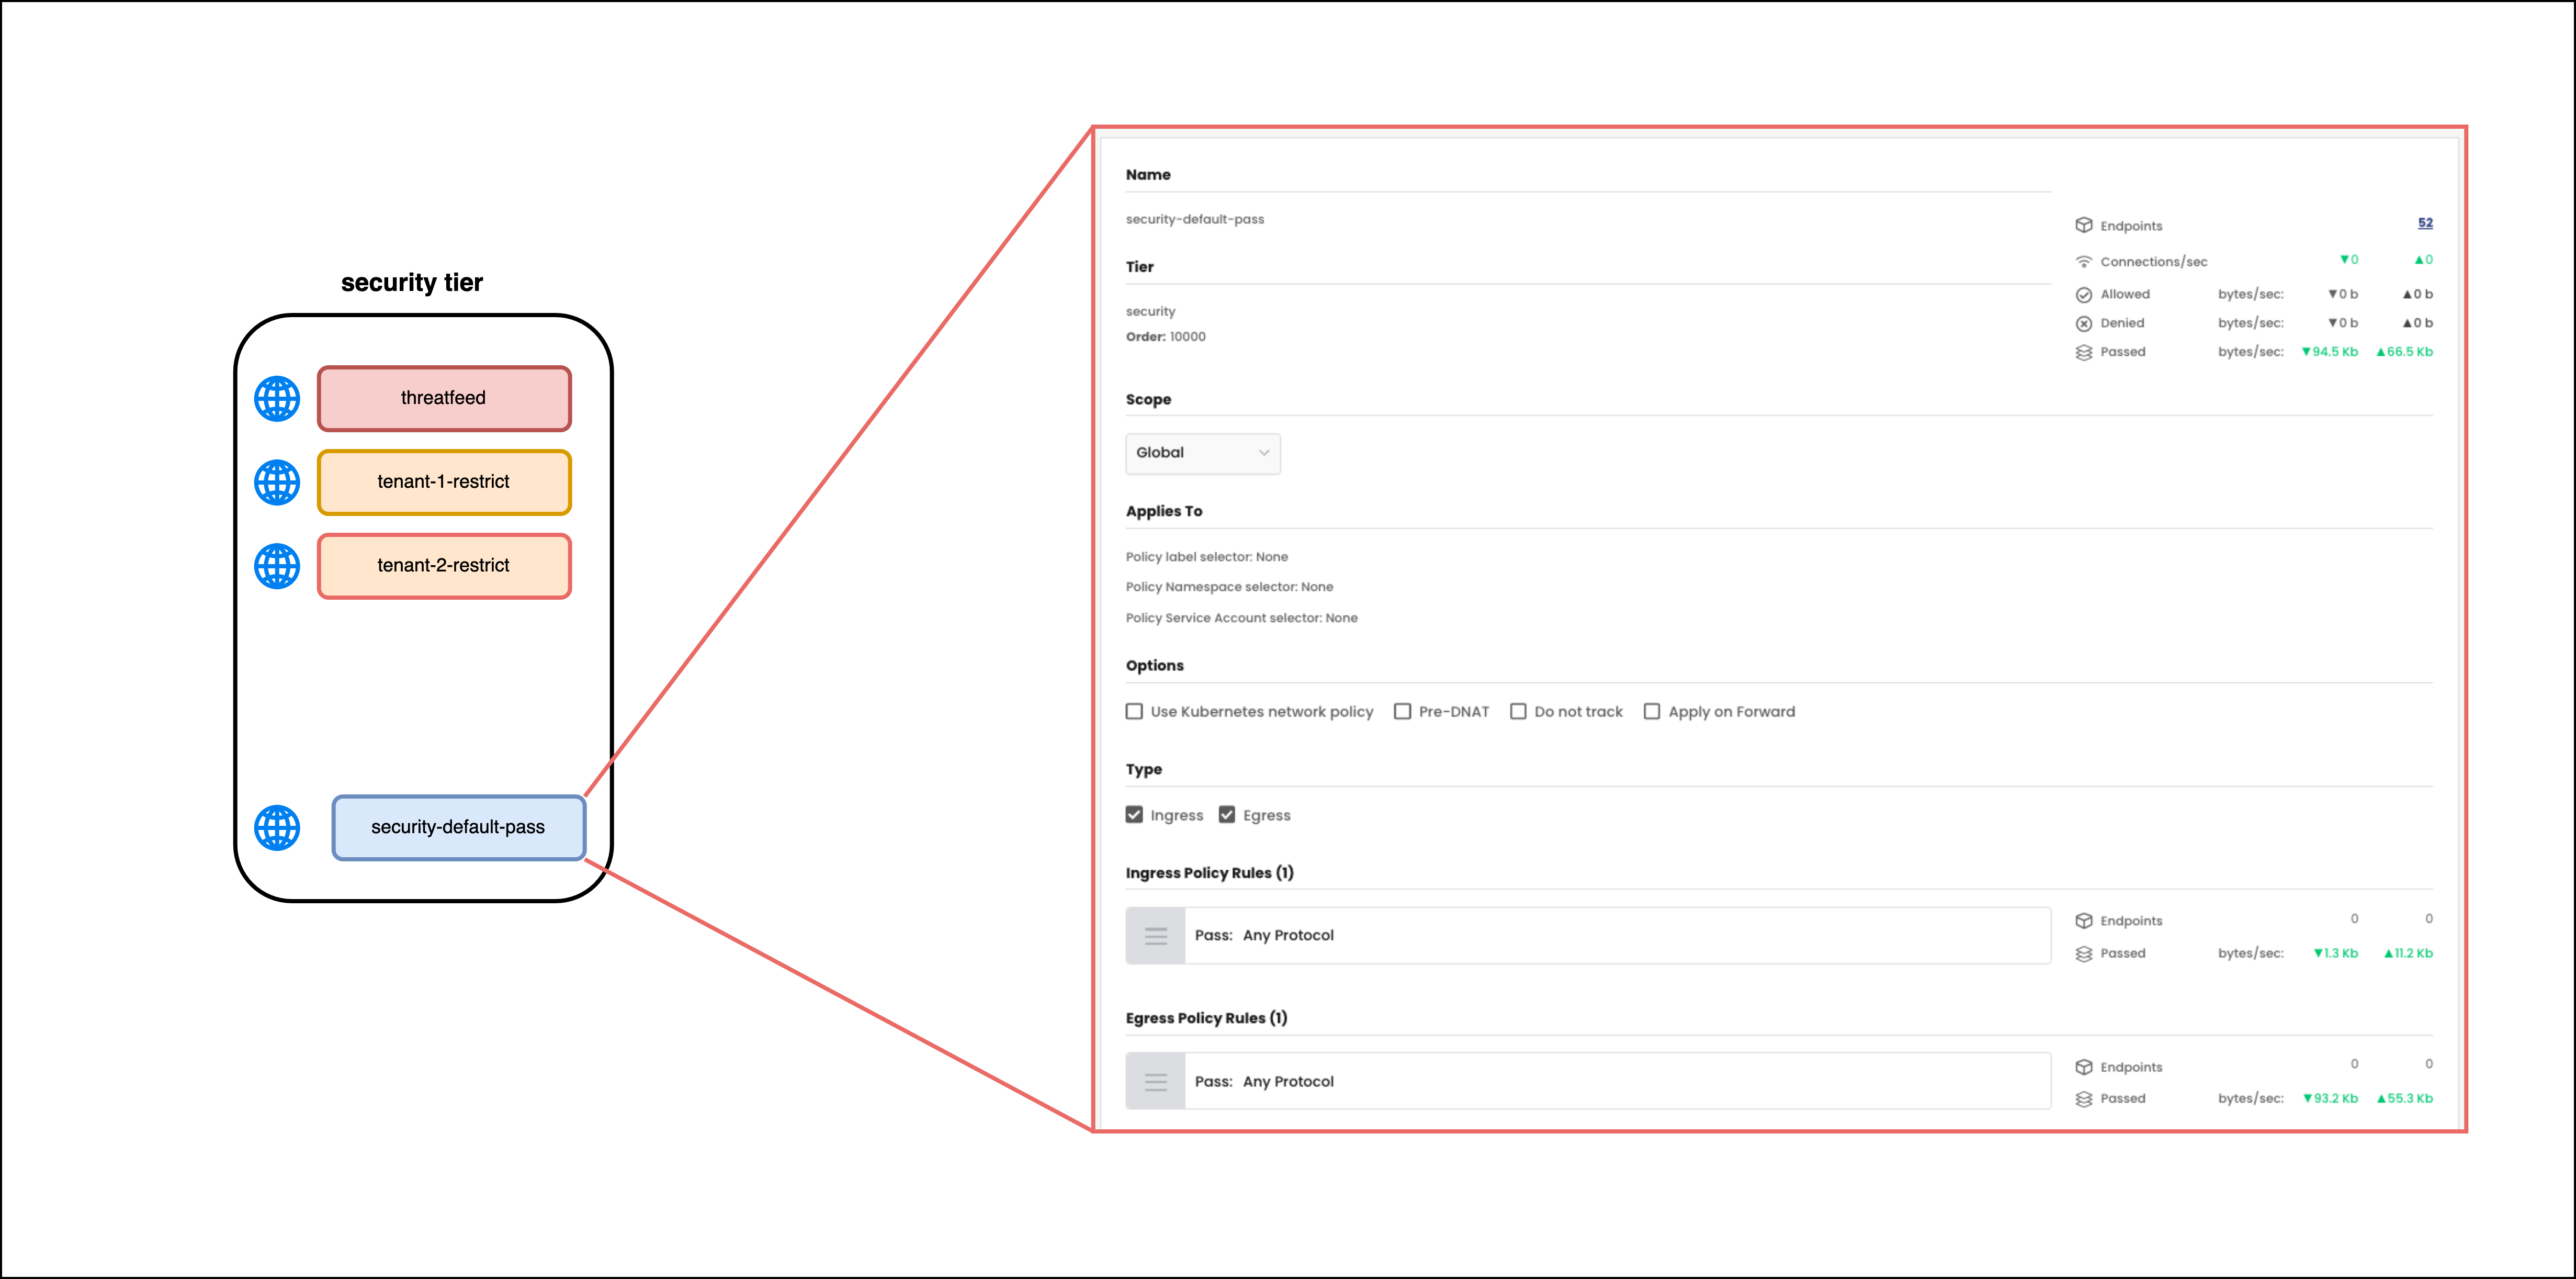 security tier
threatfeed
tenant-1-restrict
tenant-2-restrict
security-default-pass
Name
security-default-pass
Endpoints 52
Connections/sec ▼0 ▲0
Tier
Allowed bytes/sec: ▼0 b ▲0 b
security
Denied bytes/sec: ▼0 b ▲0 b
Order: 10000
Passed bytes/sec: ▼94.5 Kb ▲66.5 Kb
Scope
Global
Applies To
Policy label selector: None
Policy Namespace selector: None
Policy Service Account selector: None
Options
Use Kubernetes network policy Pre-DNAT Do not track Apply on Forward
Type
Ingress Egress
Ingress Policy Rules (1)
Pass: Any Protocol
Endpoints 0 0
Passed bytes/sec: ▼1.3 Kb ▲11.2 Kb
Egress Policy Rules (1)
Pass: Any Protocol
Endpoints 0 0
Passed bytes/sec: ▼93.2 Kb ▲55.3 Kb